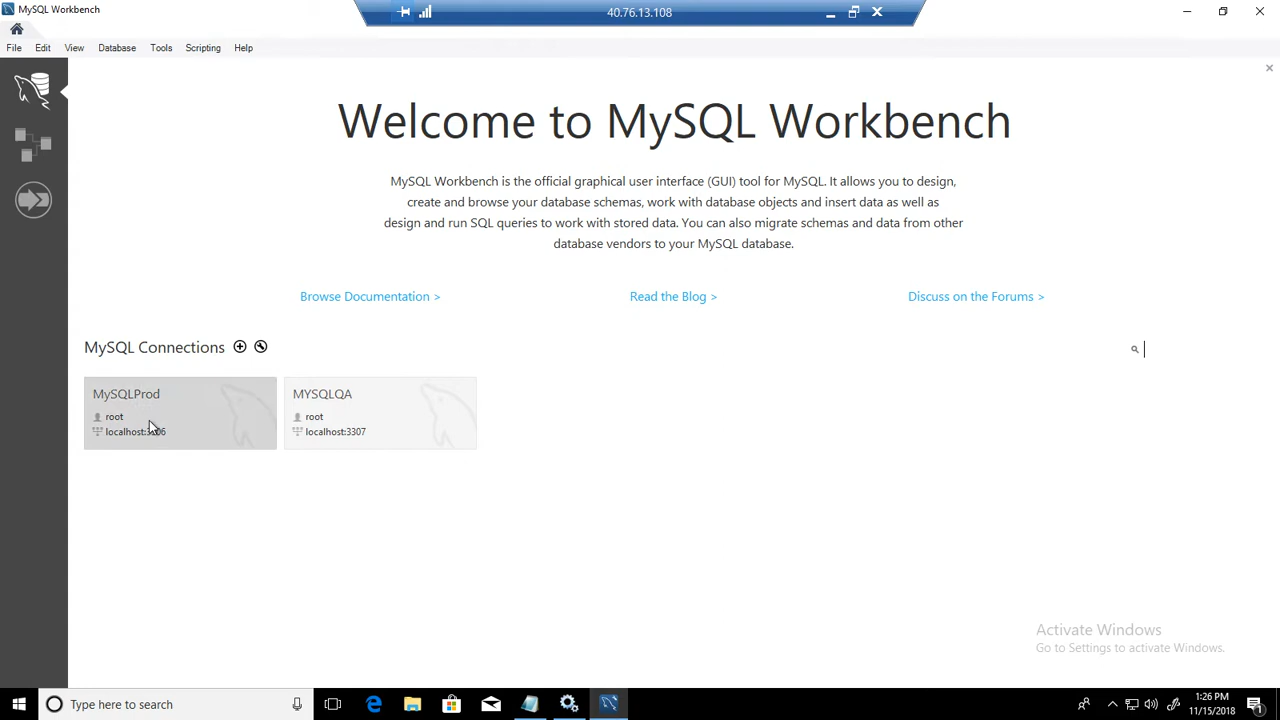 MySQL Workbench
40.76.13.108
File Edit View Database Tools Scripting Help
Welcome to MySQL Workbench
MySQL Workbench is the official graphical user interface (GUI) tool for MySQL. It allows you to design,
create and browse your database schemas, work with database objects and insert data as well as
design and run SQL queries to work with stored data. You can also migrate schemas and data from other
database vendors to your MySQL database.
Browse Documentation >
Read the Blog >
Discuss on the Forums >
MySQL Connections
MySQLProd
root
localhost:3306
MYSQLQA
root
localhost:3307
Activate Windows
Go to Settings to activate Windows.
Type here to search
1:26 PM
11/15/2018
1